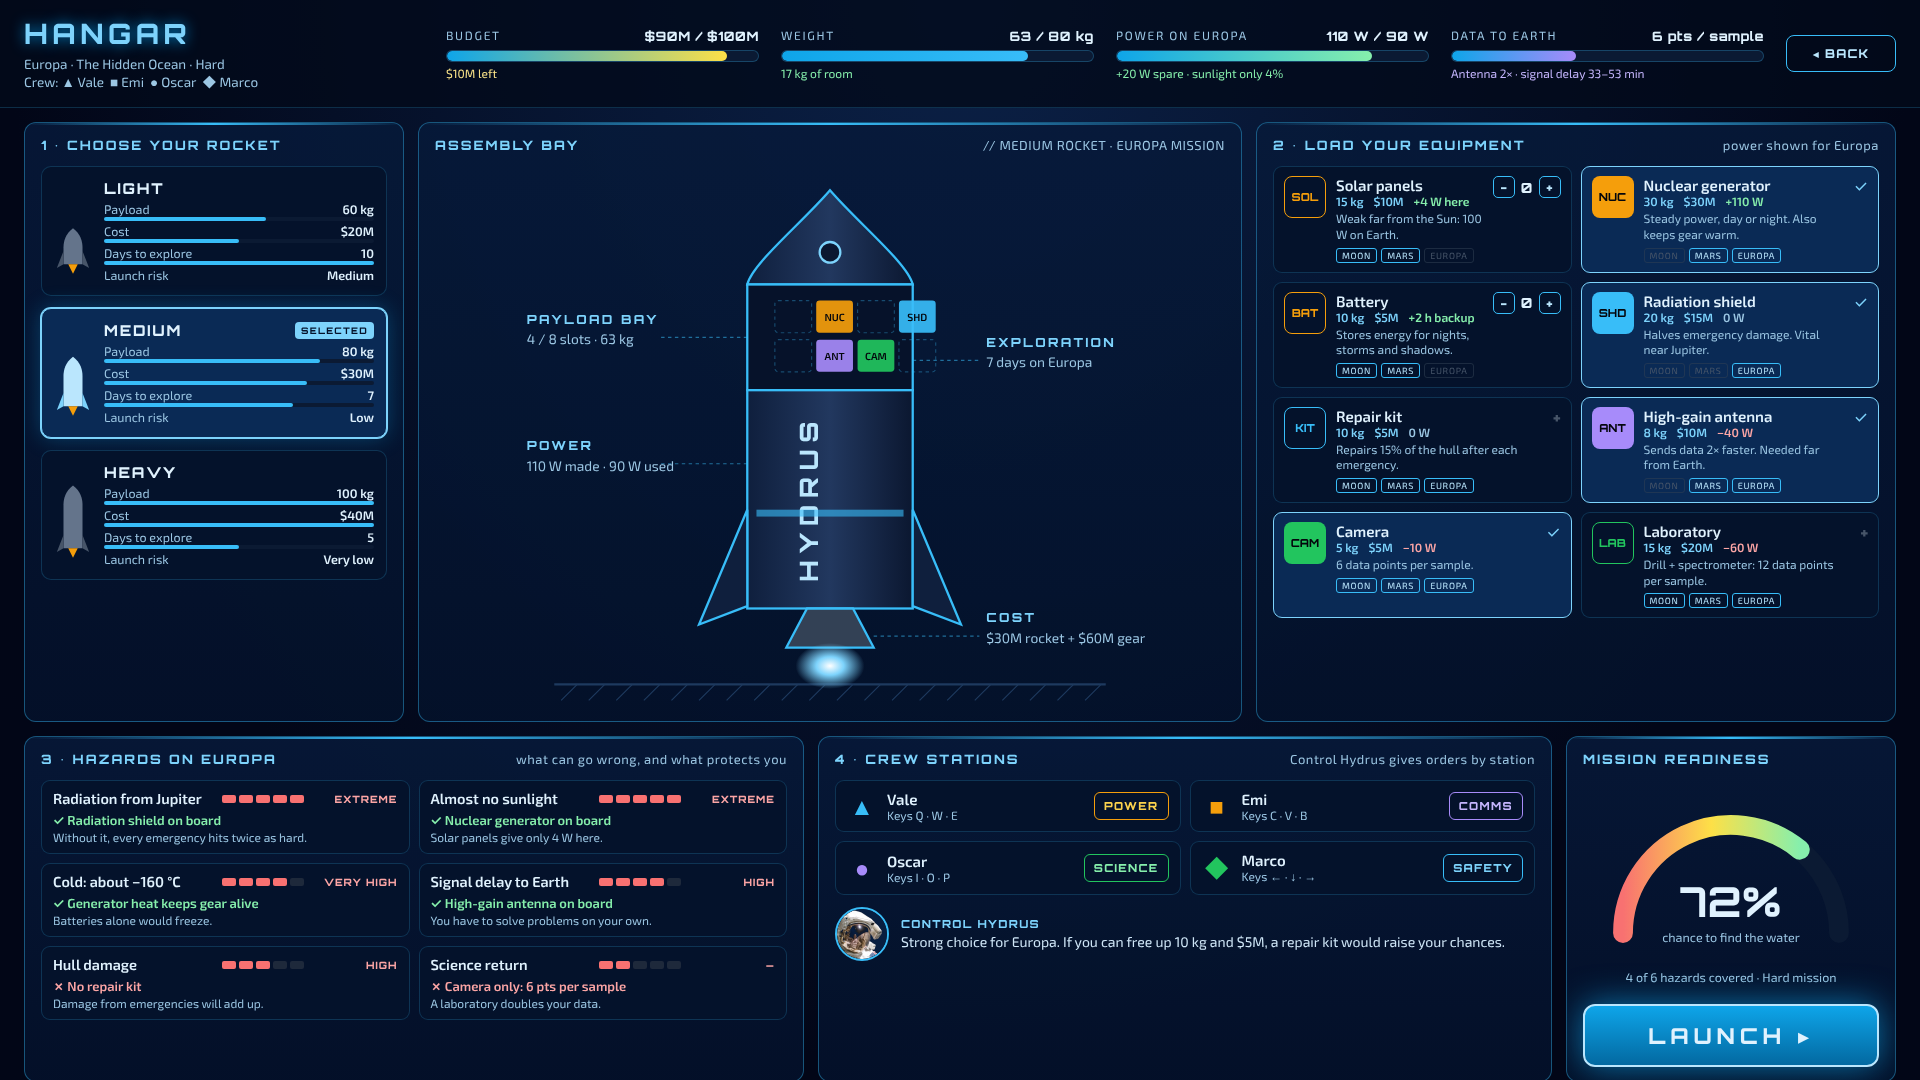 HANGAR
Europa · The Hidden Ocean · Hard
Crew: ▲ Vale ■ Emi ● Oscar ◆ Marco
BUDGET $90M / $100M
$10M left
WEIGHT 63 / 80 kg
17 kg of room
POWER ON EUROPA 110 W / 90 W
+20 W spare · sunlight only 4%
DATA TO EARTH 6 pts / sample
Antenna 2× · signal delay 33–53 min
◂ BACK
1 · CHOOSE YOUR ROCKET
LIGHT
Payload 60 kg
Cost $20M
Days to explore 10
Launch risk Medium
MEDIUM SELECTED
Payload 80 kg
Cost $30M
Days to explore 7
Launch risk Low
HEAVY
Payload 100 kg
Cost $40M
Days to explore 5
Launch risk Very low
ASSEMBLY BAY // MEDIUM ROCKET · EUROPA MISSION
PAYLOAD BAY
4 / 8 slots · 63 kg
NUC SHD
ANT CAM
EXPLORATION
7 days on Europa
POWER
110 W made · 90 W used
HYDRUS
COST
$30M rocket + $60M gear
2 · LOAD YOUR EQUIPMENT power shown for Europa
SOL
Solar panels − 0 +
15 kg $10M +4 W here
Weak far from the Sun: 100
W on Earth.
MOON MARS EUROPA
NUC
Nuclear generator ✓
30 kg $30M +110 W
Steady power, day or night. Also
keeps gear warm.
MOON MARS EUROPA
BAT
Battery − 0 +
10 kg $5M +2 h backup
Stores energy for nights,
storms and shadows.
MOON MARS EUROPA
SHD
Radiation shield ✓
20 kg $15M 0 W
Halves emergency damage. Vital
near Jupiter.
MOON MARS EUROPA
KIT
Repair kit +
10 kg $5M 0 W
Repairs 15% of the hull after each
emergency.
MOON MARS EUROPA
ANT
High-gain antenna ✓
8 kg $10M −40 W
Sends data 2× faster. Needed far
from Earth.
MOON MARS EUROPA
CAM
Camera ✓
5 kg $5M −10 W
6 data points per sample.
MOON MARS EUROPA
LAB
Laboratory +
15 kg $20M −60 W
Drill + spectrometer: 12 data points
per sample.
MOON MARS EUROPA
3 · HAZARDS ON EUROPA what can go wrong, and what protects you
Radiation from Jupiter EXTREME
✓ Radiation shield on board
Without it, every emergency hits twice as hard.
Almost no sunlight EXTREME
✓ Nuclear generator on board
Solar panels give only 4 W here.
Cold: about −160 °C VERY HIGH
✓ Generator heat keeps gear alive
Batteries alone would freeze.
Signal delay to Earth HIGH
✓ High-gain antenna on board
You have to solve problems on your own.
Hull damage HIGH
✕ No repair kit
Damage from emergencies will add up.
Science return –
✕ Camera only: 6 pts per sample
A laboratory doubles your data.
4 · CREW STATIONS Control Hydrus gives orders by station
Vale POWER
Keys Q · W · E
Emi COMMS
Keys C · V · B
Oscar SCIENCE
Keys I · O · P
Marco SAFETY
Keys ← · ↓ · →
CONTROL HYDRUS
Strong choice for Europa. If you can free up 10 kg and $5M, a repair kit would raise your chances.
MISSION READINESS
72%
chance to find the water
4 of 6 hazards covered · Hard mission
LAUNCH ▸